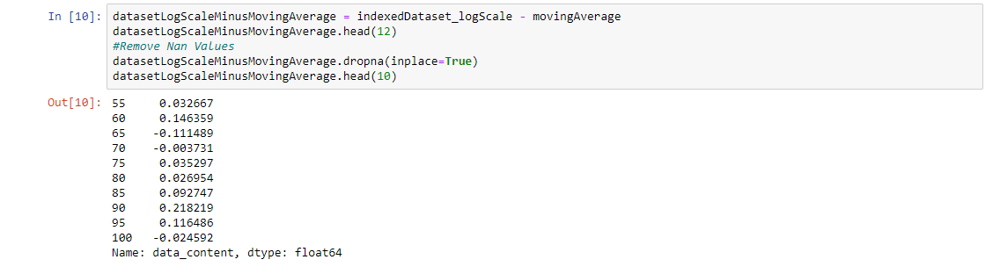 In [10]: datasetLogScaleMinusMovingAverage = indexedDataset_logScale - movingAverage
datasetLogScaleMinusMovingAverage.head(12)
#Remove Nan Values
datasetLogScaleMinusMovingAverage.dropna(inplace=True)
datasetLogScaleMinusMovingAverage.head(10)
Out[10]: 55     0.032667
60     0.146359
65    -0.111489
70    -0.003731
75     0.035297
80     0.026954
85     0.092747
90     0.218219
95     0.116486
100   -0.024592
Name: data_content, dtype: float64